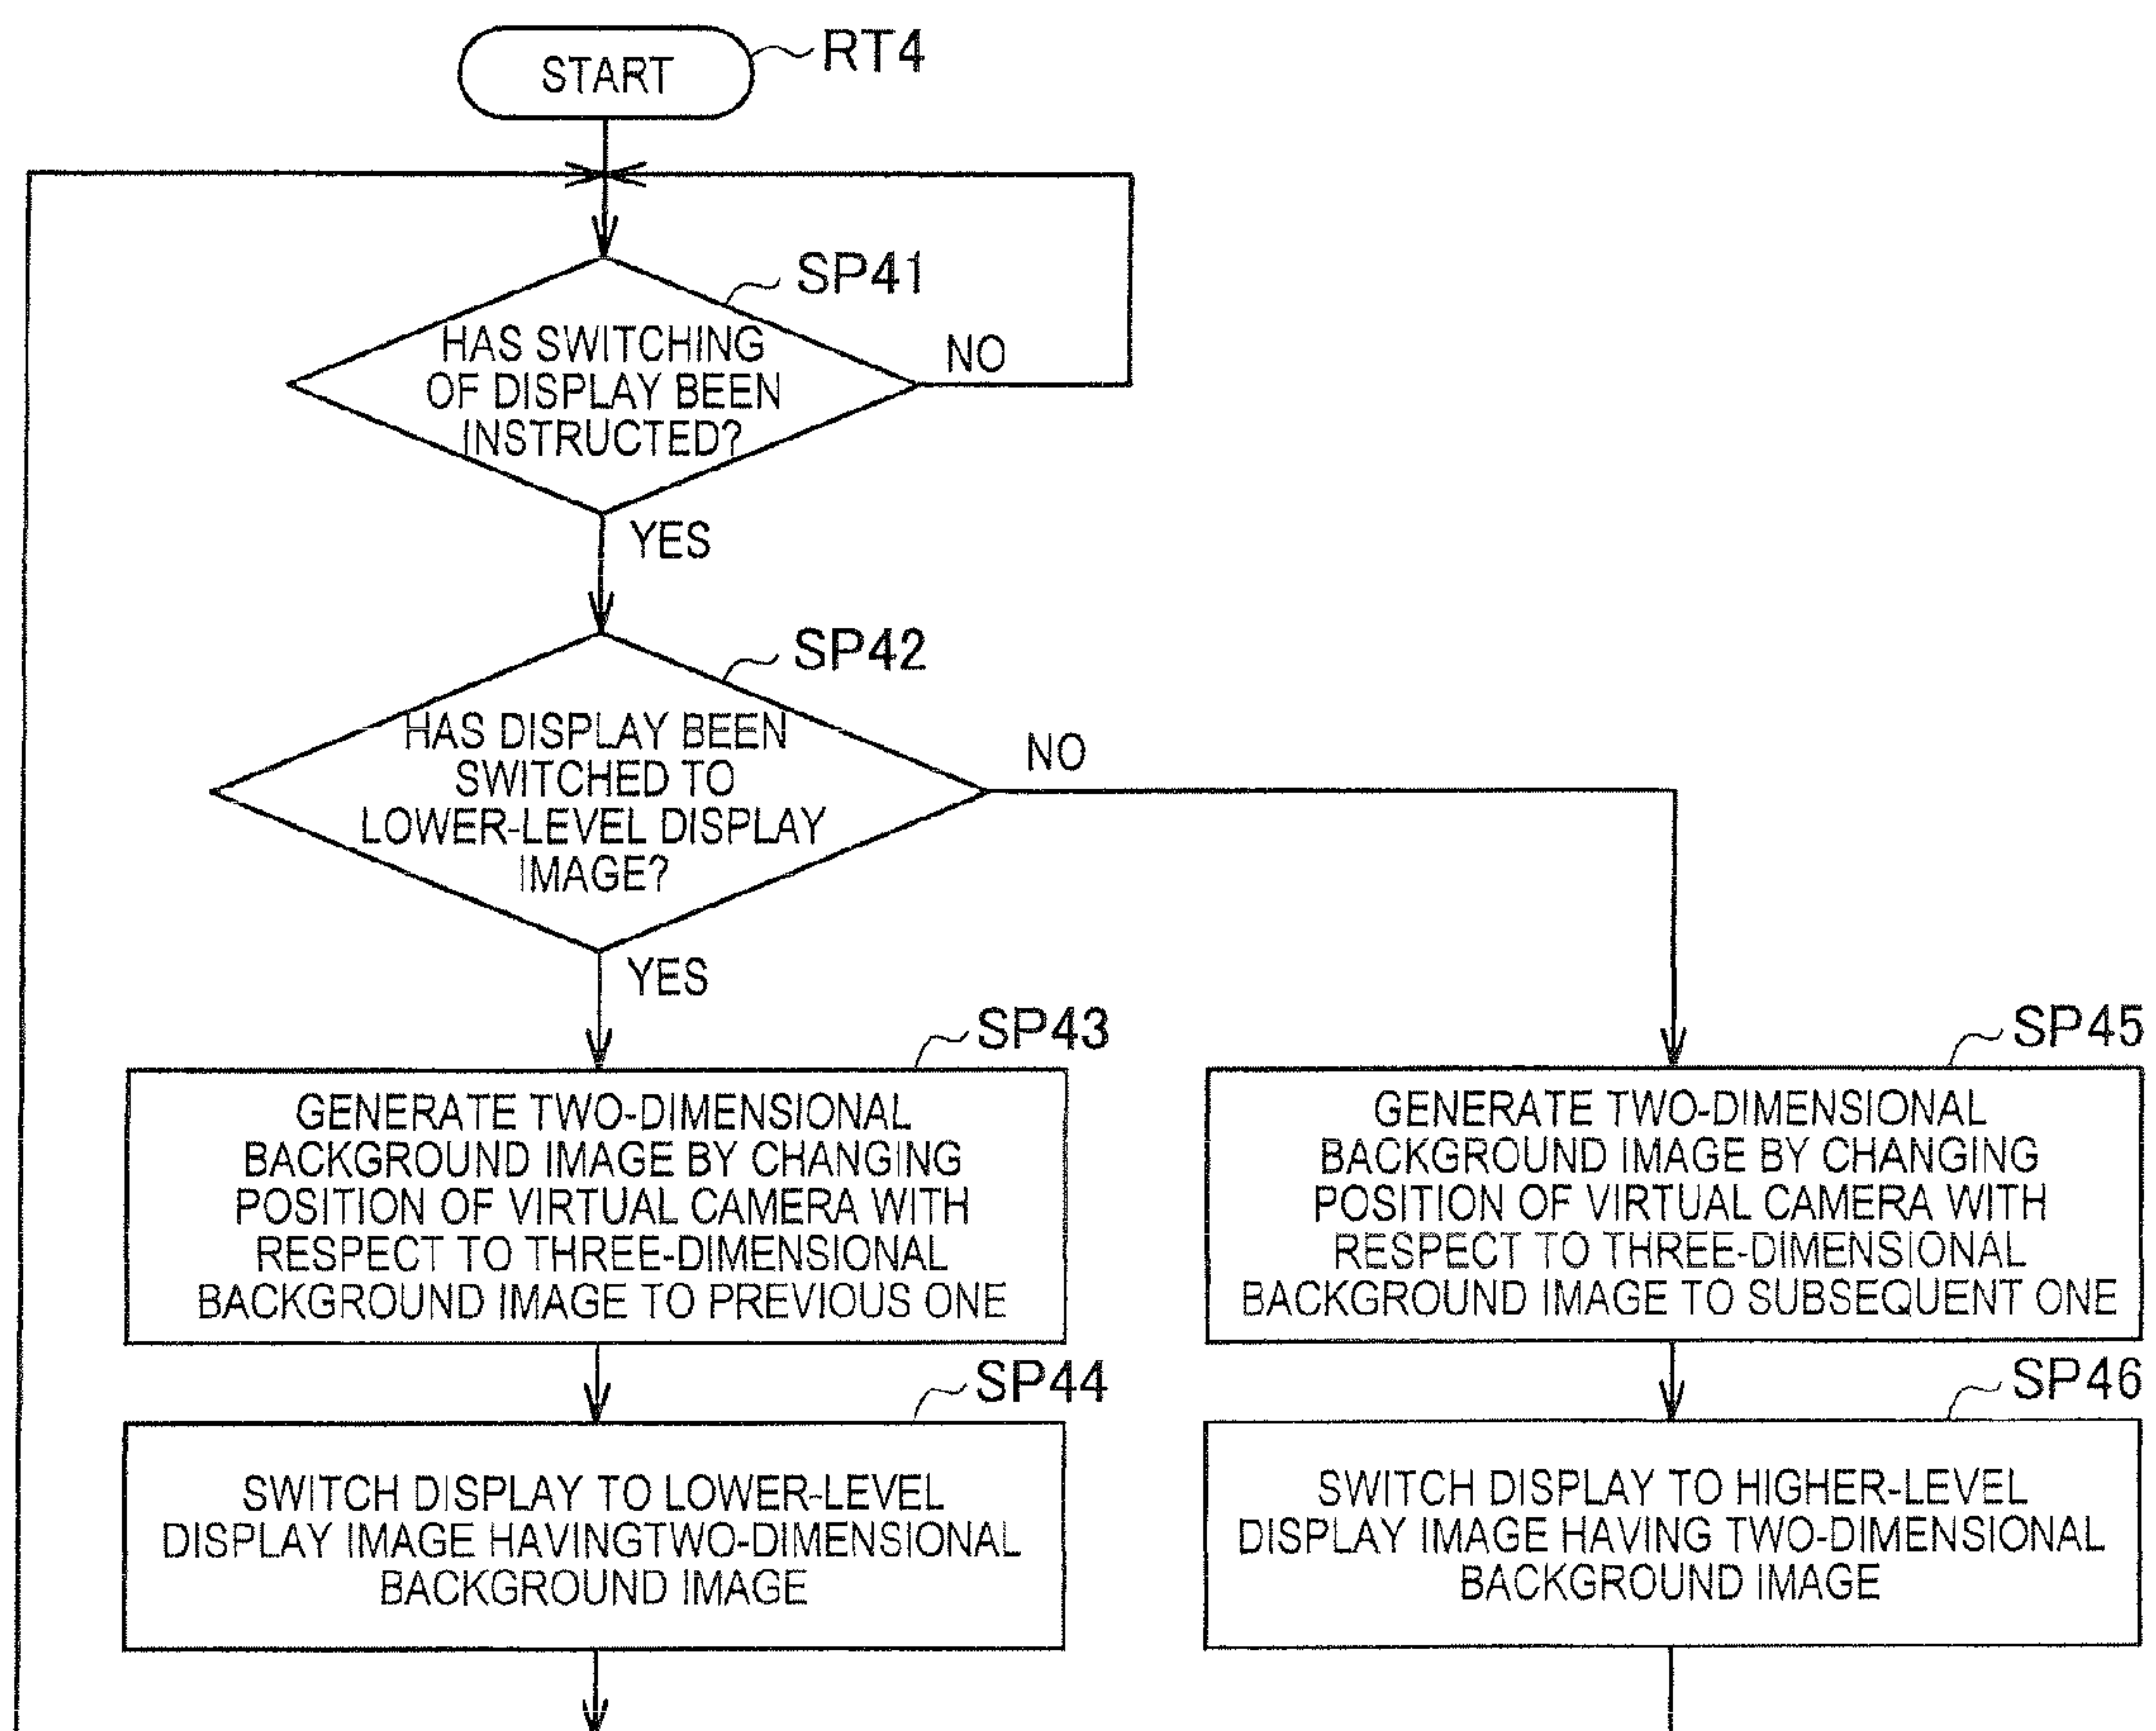 START
RT4
SP41
HAS SWITCHING
OF DISPLAY BEEN
INSTRUCTED?
NO
YES
SP42
HAS DISPLAY BEEN
SWITCHED TO
LOWER-LEVEL DISPLAY
IMAGE?
NO
YES
SP43
GENERATE TWO-DIMENSIONAL
BACKGROUND IMAGE BY CHANGING
POSITION OF VIRTUAL CAMERA WITH
RESPECT TO THREE-DIMENSIONAL
BACKGROUND IMAGE TO PREVIOUS ONE
SP45
GENERATE TWO-DIMENSIONAL
BACKGROUND IMAGE BY CHANGING
POSITION OF VIRTUAL CAMERA WITH
RESPECT TO THREE-DIMENSIONAL
BACKGROUND IMAGE TO SUBSEQUENT ONE
SP44
SWITCH DISPLAY TO LOWER-LEVEL
DISPLAY IMAGE HAVINGTWO-DIMENSIONAL
BACKGROUND IMAGE
SP46
SWITCH DISPLAY TO HIGHER-LEVEL
DISPLAY IMAGE HAVING TWO-DIMENSIONAL
BACKGROUND IMAGE